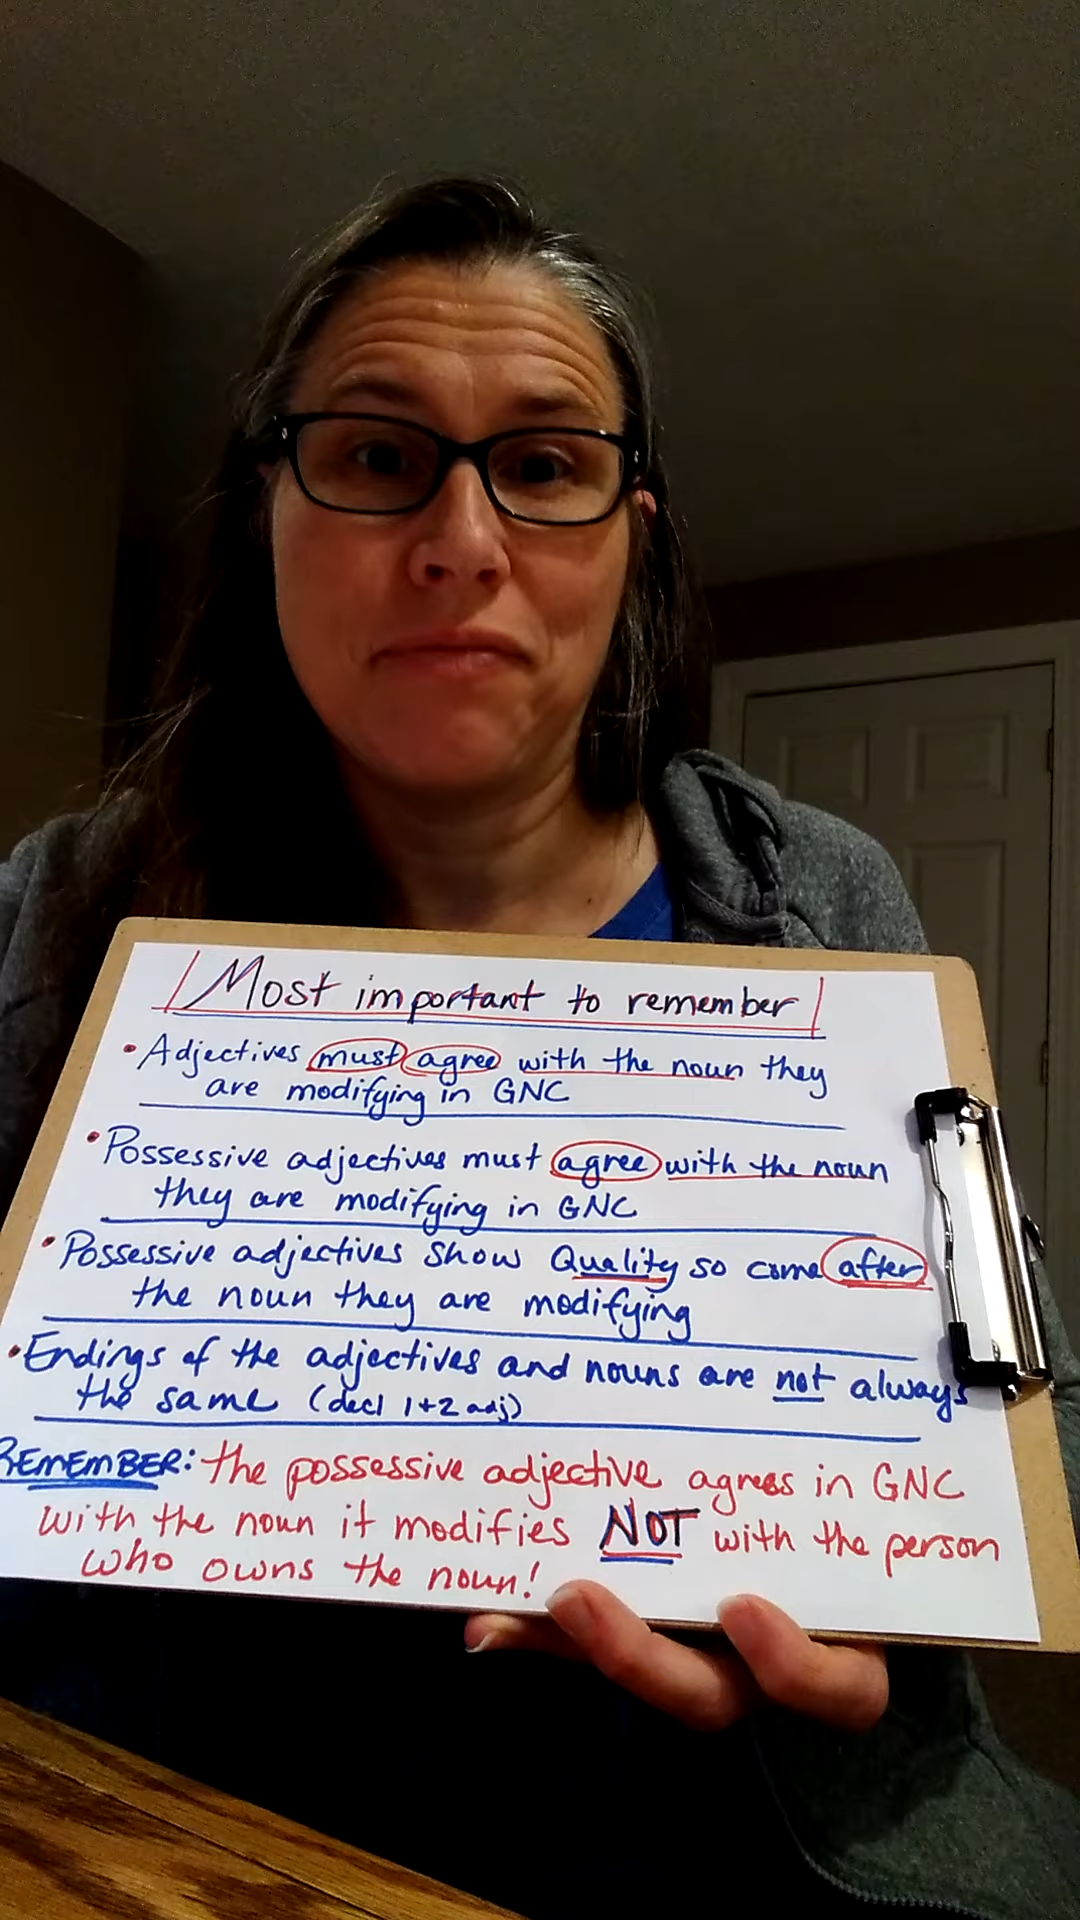 Most important to remember
• Adjectives must agree with the noun they
are modifying in GNC
• Possessive adjectives must agree with the noun
they are modifying in GNC
• Possessive adjectives show Quality so come after
the noun they are modifying
• Endings of the adjectives and nouns are not always
the same (decl 1+2 adj)
REMEMBER: the possessive adjective agrees in GNC
with the noun it modifies NOT with the person
who owns the noun!